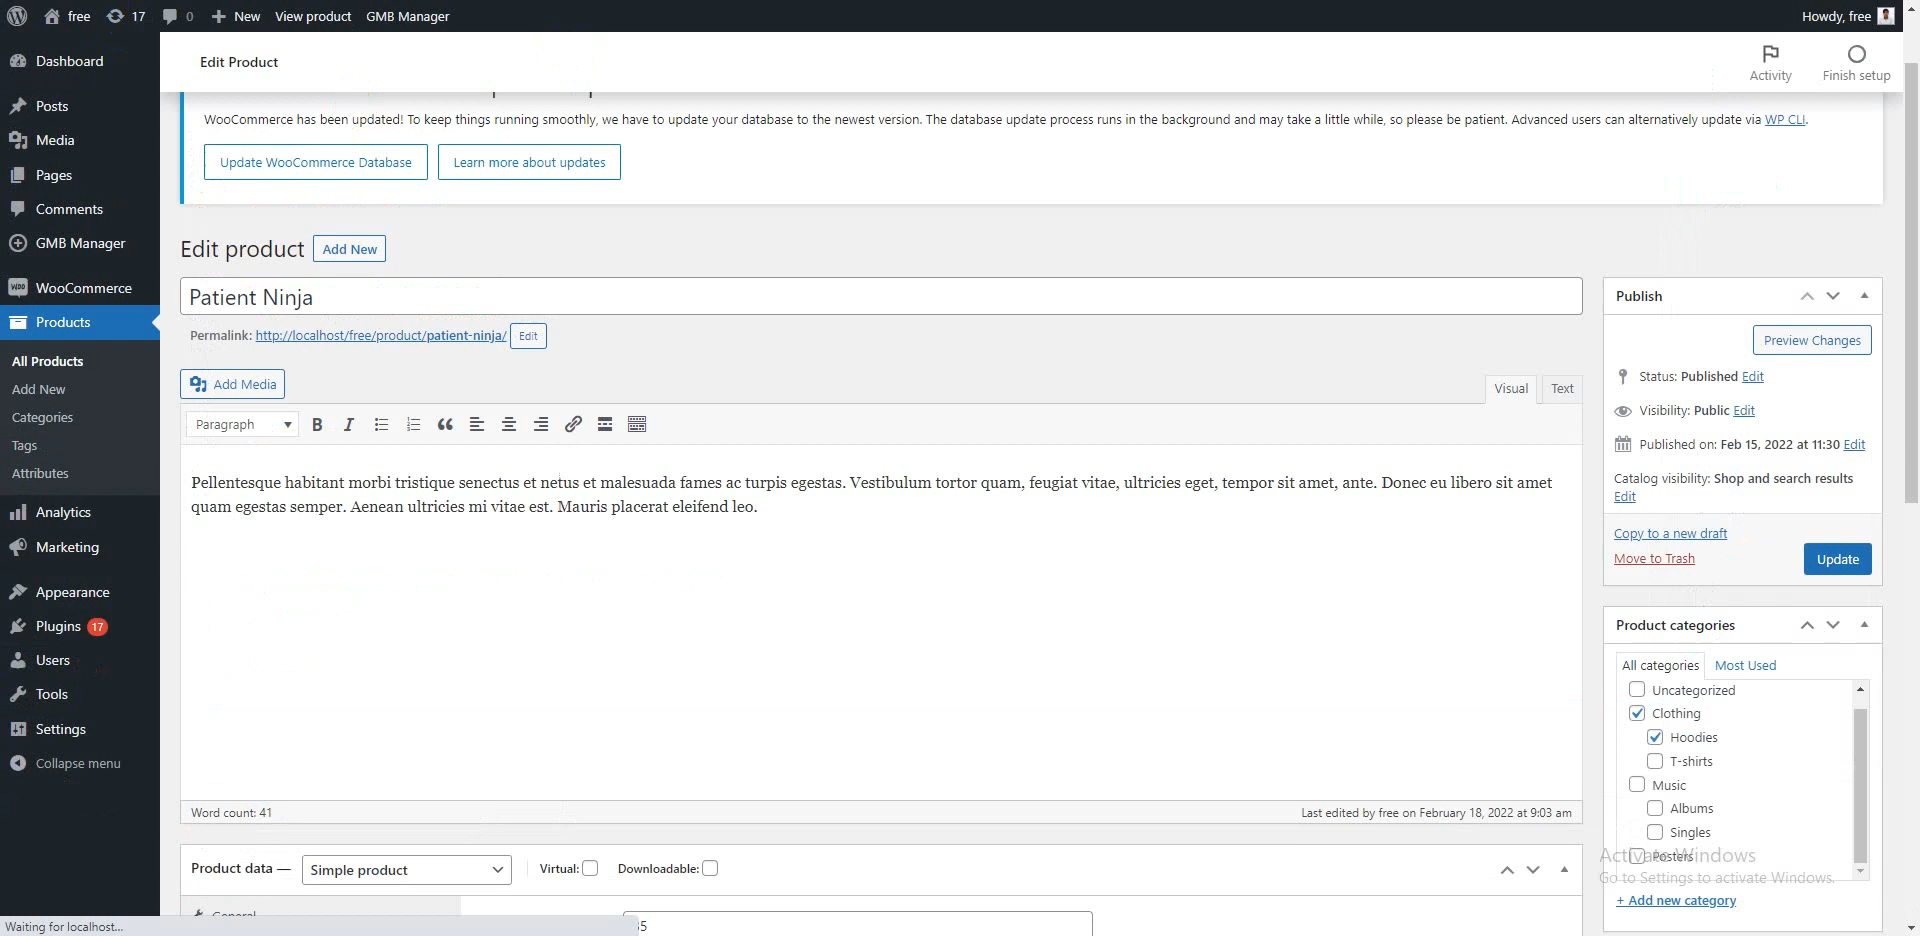 free 17 0 New View product GMB Manager Howdy, free
Edit Product
Activity
Finish setup
Dashboard
Posts
Media
Pages
Comments
GMB Manager
WooCommerce
Products
All Products
Add New
Categories
Tags
Attributes
Analytics
Marketing
Appearance
Plugins 17
Users
Tools
Settings
Collapse menu
WooCommerce has been updated! To keep things running smoothly, we have to update your database to the newest version. The database update process runs in the background and may take a little while, so please be patient. Advanced users can alternatively update via WP CLI.
Update WooCommerce Database Learn more about updates
Edit product Add New
Patient Ninja
Permalink: http://localhost/free/product/patient-ninja/ Edit
Add Media
Visual Text
Paragraph
Pellentesque habitant morbi tristique senectus et netus et malesuada fames ac turpis egestas. Vestibulum tortor quam, feugiat vitae, ultricies eget, tempor sit amet, ante. Donec eu libero sit amet
quam egestas semper. Aenean ultricies mi vitae est. Mauris placerat eleifend leo.
Word count: 41 Last edited by free on February 18, 2022 at 9:03 am
Product data — Simple product Virtual: Downloadable:
General
Publish
Preview Changes
Status: Published Edit
Visibility: Public Edit
Published on: Feb 15, 2022 at 11:30 Edit
Catalog visibility: Shop and search results
Edit
Copy to a new draft
Move to Trash
Update
Product categories
All categories Most Used
Uncategorized
Clothing
Hoodies
T-shirts
Music
Albums
Singles
Posters
Activate Windows
Go to Settings to activate Windows.
+ Add new category
Waiting for localhost...